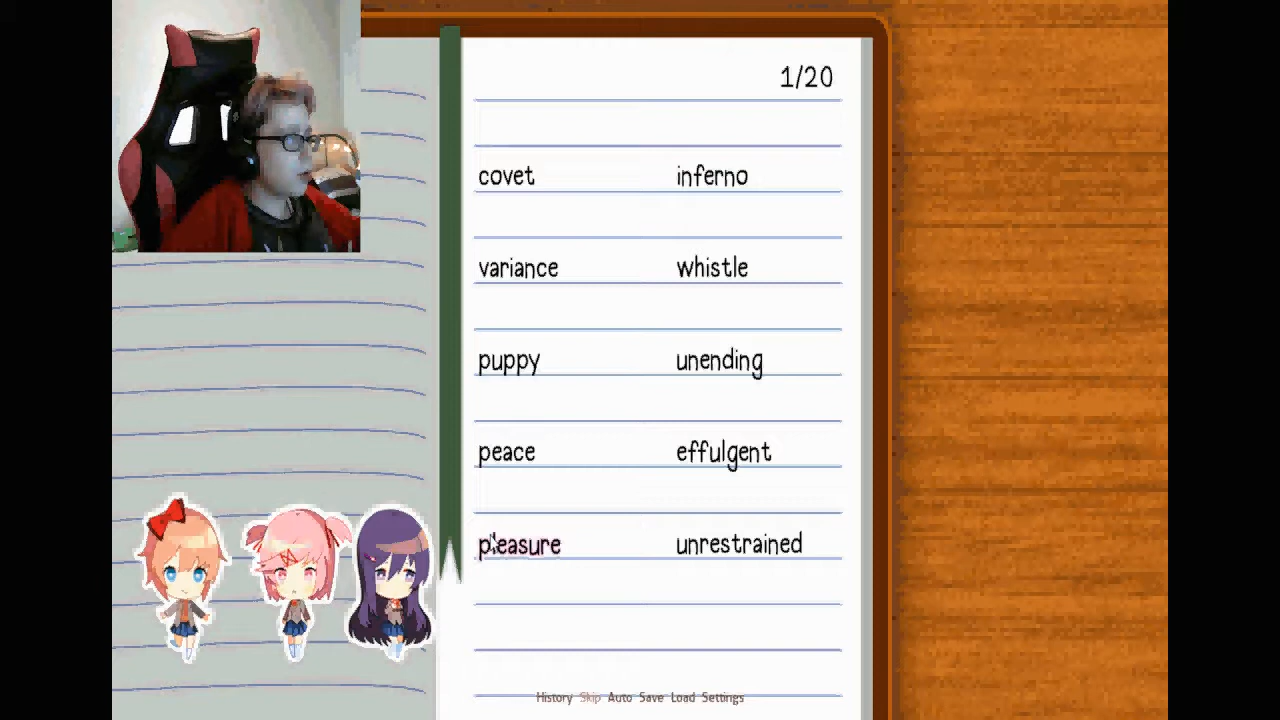 1/20
covet inferno
variance whistle
puppy unending
peace effulgent
pleasure unrestrained
History Skip Auto Save Load Settings